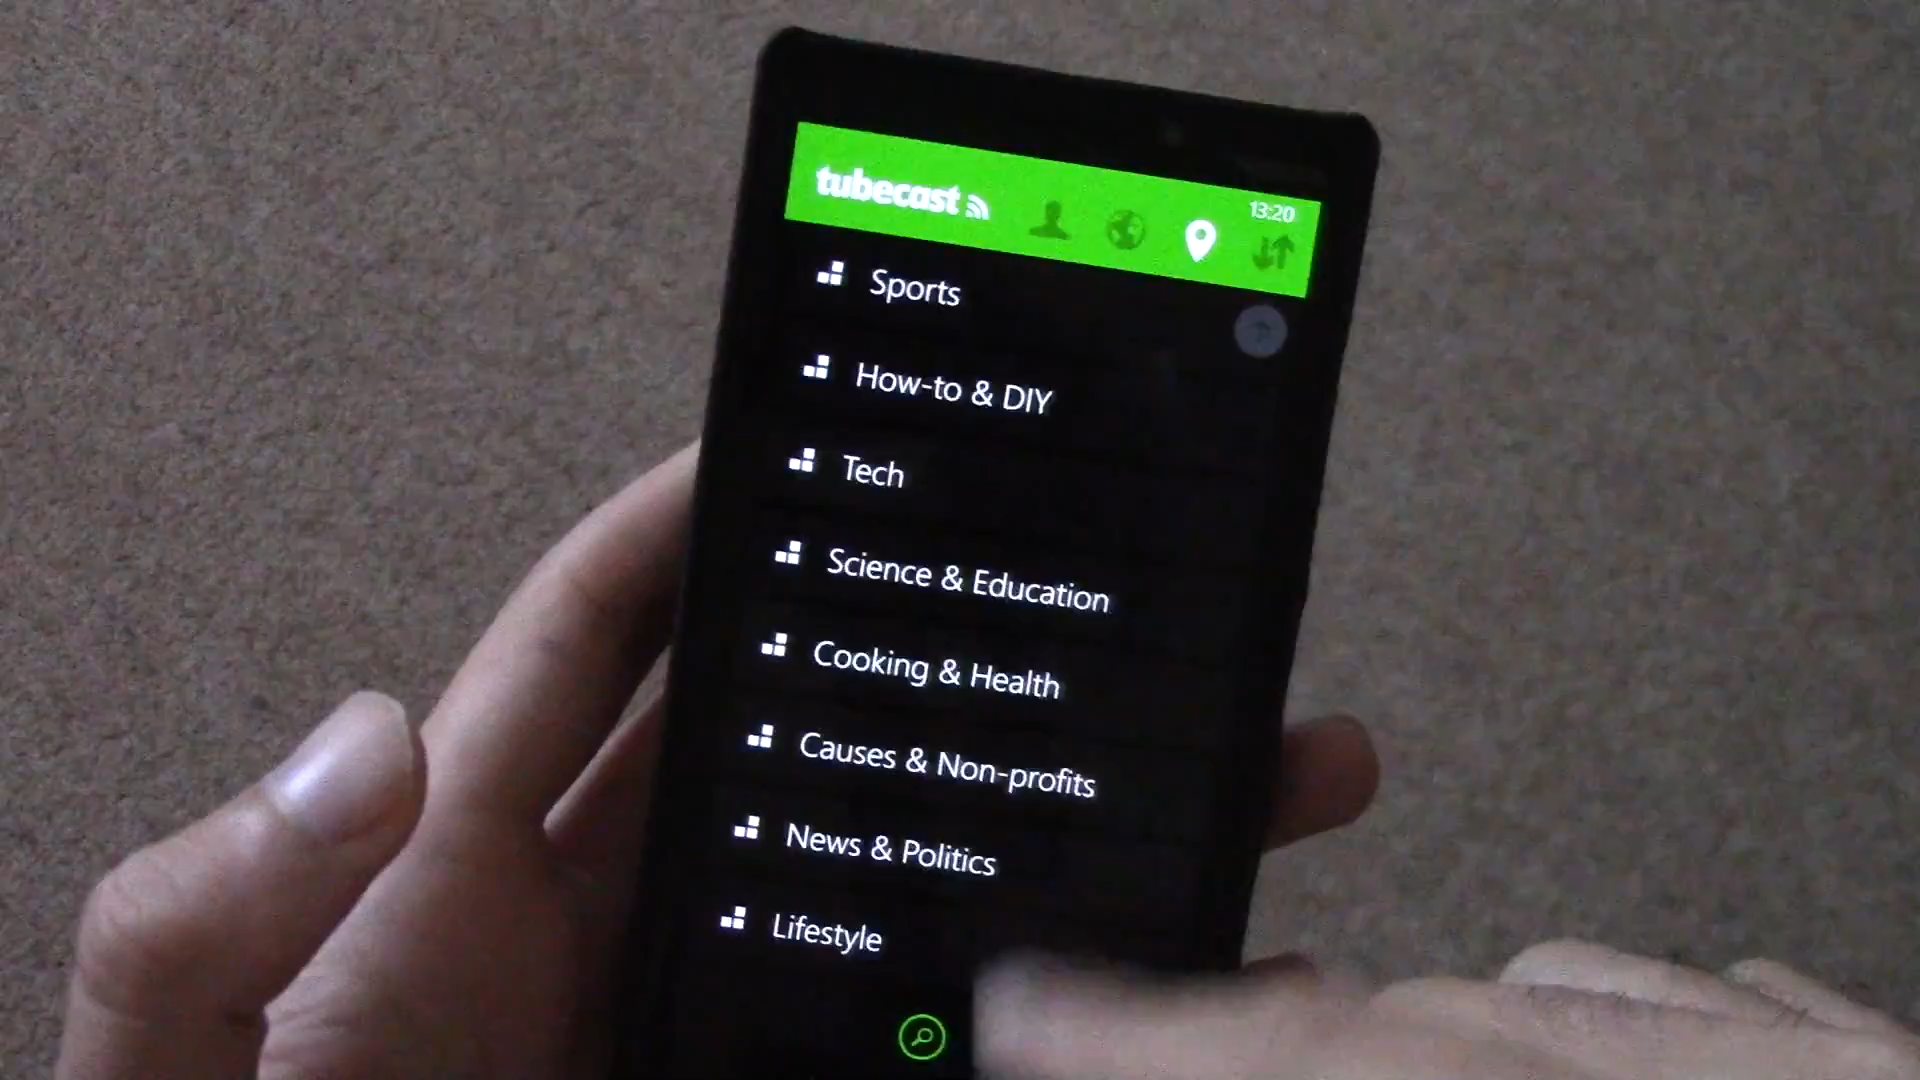 tubecast
13:20
Sports
How-to & DIY
Tech
Science & Education
Cooking & Health
Causes & Non-profits
News & Politics
Lifestyle